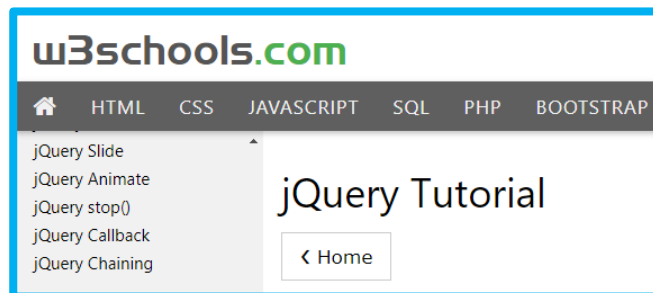 w3schools.com
HTML CSS JAVASCRIPT SQL PHP BOOTSTRAP
jQuery Slide
jQuery Animate
jQuery stop()
jQuery Callback
jQuery Chaining
jQuery Tutorial
❮ Home